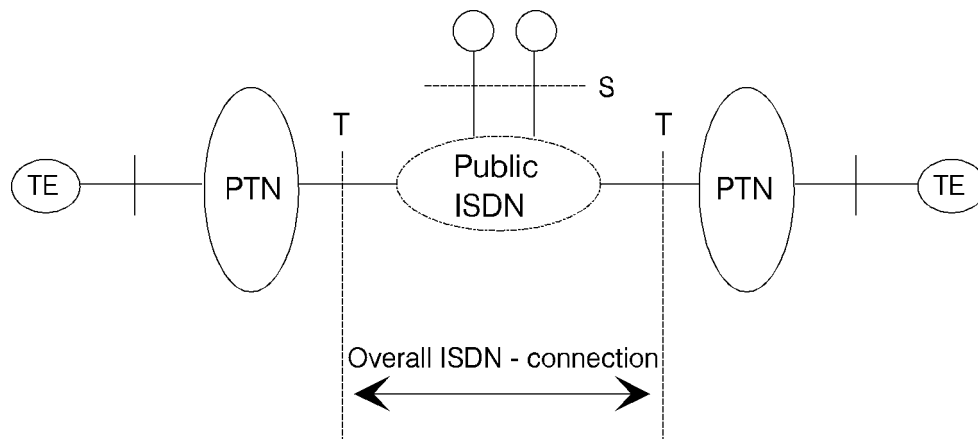 S
T
T
TE
PTN
Public
ISDN
PTN
TE
Overall ISDN - connection